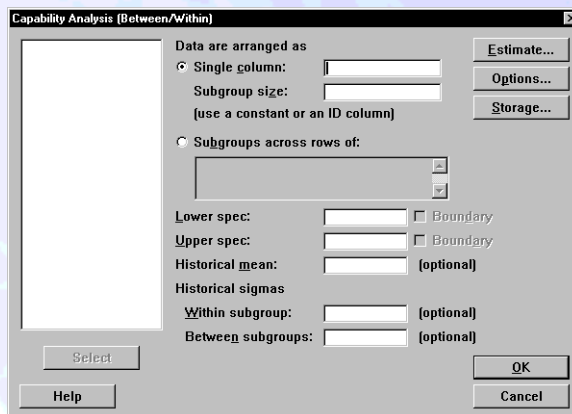 Capability Analysis (Between/Within)
Data are arranged as
Single column:
Subgroup size:
(use a constant or an ID column)
Subgroups across rows of:
Lower spec:
Boundary
Upper spec:
Boundary
Historical mean:
(optional)
Historical sigmas
Within subgroup:
(optional)
Between subgroups:
(optional)
Estimate...
Options...
Storage...
Select
Help
OK
Cancel